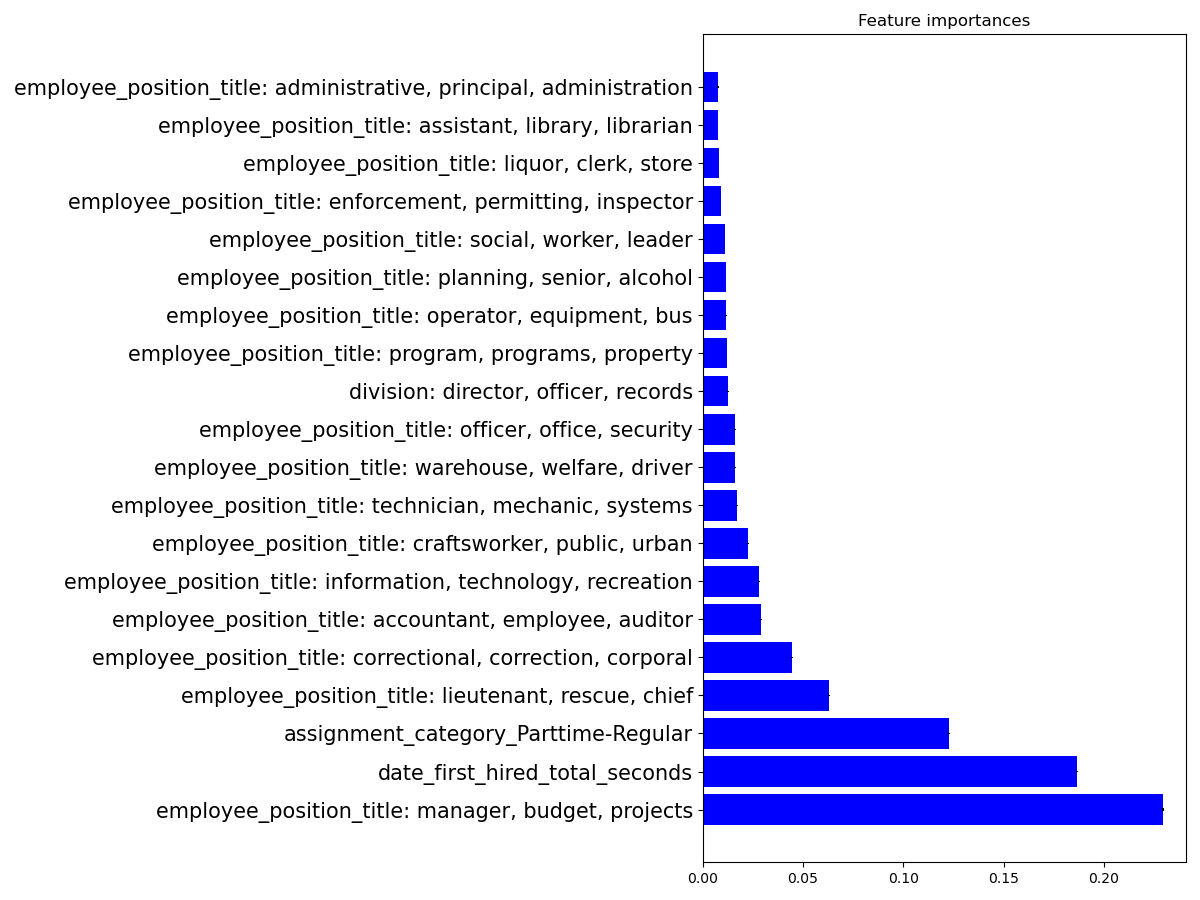 Feature importances
employee_position_title: administrative, principal, administration
employee_position_title: assistant, library, librarian
employee_position_title: liquor, clerk, store
employee_position_title: enforcement, permitting, inspector
employee_position_title: social, worker, leader
employee_position_title: planning, senior, alcohol
employee_position_title: operator, equipment, bus
employee_position_title: program, programs, property
division: director, officer, records
employee_position_title: officer, office, security
employee_position_title: warehouse, welfare, driver
employee_position_title: technician, mechanic, systems
employee_position_title: craftsworker, public, urban
employee_position_title: information, technology, recreation
employee_position_title: accountant, employee, auditor
employee_position_title: correctional, correction, corporal
employee_position_title: lieutenant, rescue, chief
assignment_category_Parttime-Regular
date_first_hired_total_seconds
employee_position_title: manager, budget, projects
0.00 0.05 0.10 0.15 0.20